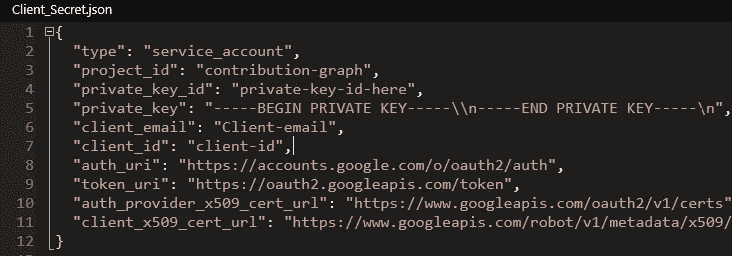 Client_Secret.json
1 {
2 "type": "service_account",
3 "project_id": "contribution-graph",
4 "private_key_id": "private-key-id-here",
5 "private_key": "-----BEGIN PRIVATE KEY-----\\n-----END PRIVATE KEY-----\n",
6 "client_email": "Client-email",
7 "client_id": "client-id",
8 "auth_uri": "https://accounts.google.com/o/oauth2/auth",
9 "token_uri": "https://oauth2.googleapis.com/token",
10 "auth_provider_x509_cert_url": "https://www.googleapis.com/oauth2/v1/certs"
11 "client_x509_cert_url": "https://www.googleapis.com/robot/v1/metadata/x509/
12 }